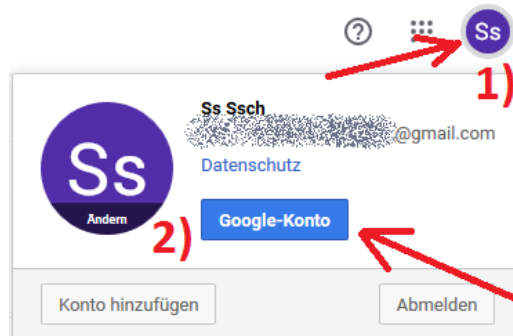 Ss
1)
Ss Ssch
@gmail.com
Ss
Datenschutz
Ändern
2)
Google-Konto
Konto hinzufügen
Abmelden